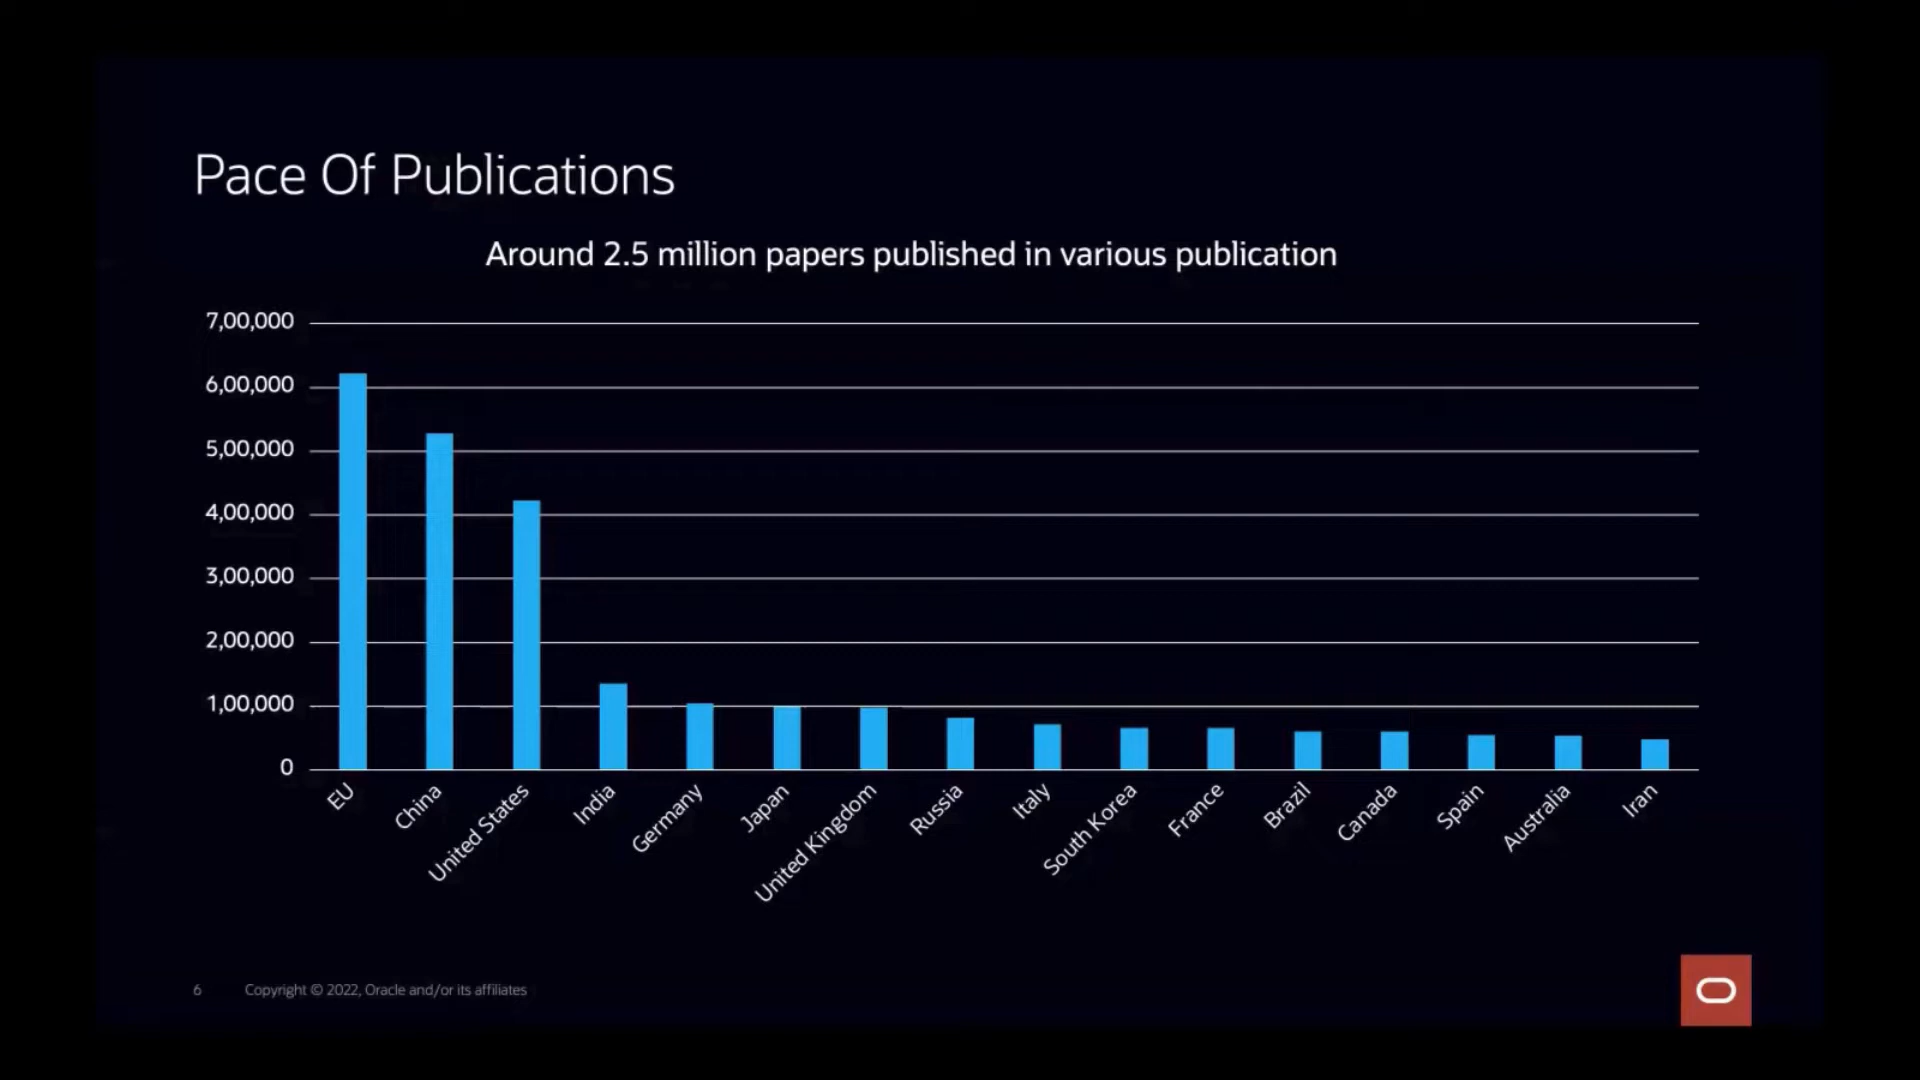 Pace Of Publications
Around 2.5 million papers published in various publication
7,00,000
6,00,000
5,00,000
4,00,000
3,00,000
2,00,000
1,00,000
0
EU
China
United States
India
Germany
Japan
United Kingdom
Russia
Italy
South Korea
France
Brazil
Canada
Spain
Australia
Iran
6 Copyright © 2022, Oracle and/or its affiliates